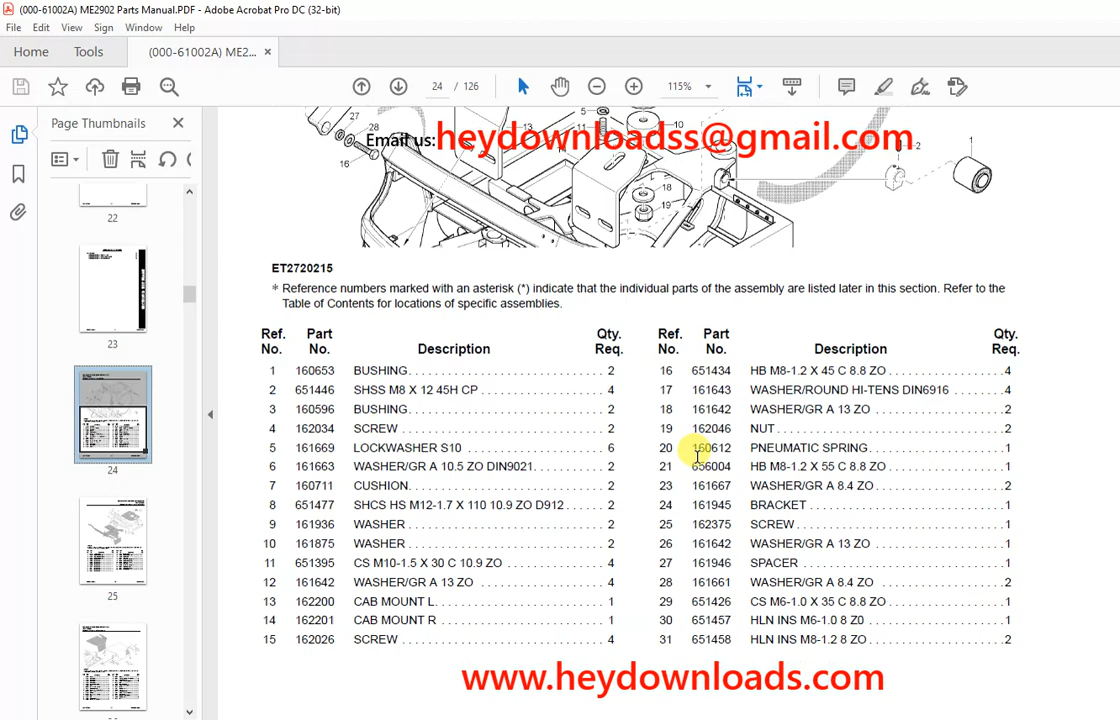 (000-61002A) ME2902 Parts Manual.PDF - Adobe Acrobat Pro DC (32-bit)
File Edit View Sign Window Help
Home Tools (000-61002A) ME2... ×
24 / 126 115%
Page Thumbnails
22
23
24
25
27
28
16
5
11
13
10
18
19
2
1
Email us: heydownloadss@gmail.com
ET2720215
* Reference numbers marked with an asterisk (*) indicate that the individual parts of the assembly are listed later in this section. Refer to the
Table of Contents for locations of specific assemblies.
Ref. Part Qty.
No. No. Description Req.
1 160653 BUSHING 2
2 651446 SHSS M8 X 12 45H CP 4
3 160596 BUSHING 2
4 162034 SCREW 2
5 161669 LOCKWASHER S10 6
6 161663 WASHER/GR A 10.5 ZO DIN9021 2
7 160711 CUSHION 2
8 651477 SHCS HS M12-1.7 X 110 10.9 ZO D912 2
9 161936 WASHER 2
10 161875 WASHER 2
11 651395 CS M10-1.5 X 30 C 10.9 ZO 4
12 161642 WASHER/GR A 13 ZO 4
13 162200 CAB MOUNT L 1
14 162201 CAB MOUNT R 1
15 162026 SCREW 4
Ref. Part Qty.
No. No. Description Req.
16 651434 HB M8-1.2 X 45 C 8.8 ZO 4
17 161643 WASHER/ROUND HI-TENS DIN6916 4
18 161642 WASHER/GR A 13 ZO 2
19 162046 NUT 2
20 160612 PNEUMATIC SPRING 1
21 656004 HB M8-1.2 X 55 C 8.8 ZO 1
23 161667 WASHER/GR A 8.4 ZO 2
24 161945 BRACKET 1
25 162375 SCREW 1
26 161642 WASHER/GR A 13 ZO 1
27 161946 SPACER 1
28 161661 WASHER/GR A 8.4 ZO 2
29 651426 CS M6-1.0 X 35 C 8.8 ZO 1
30 651457 HLN INS M6-1.0 8 Z0 1
31 651458 HLN INS M8-1.2 8 ZO 2
www.heydownloads.com